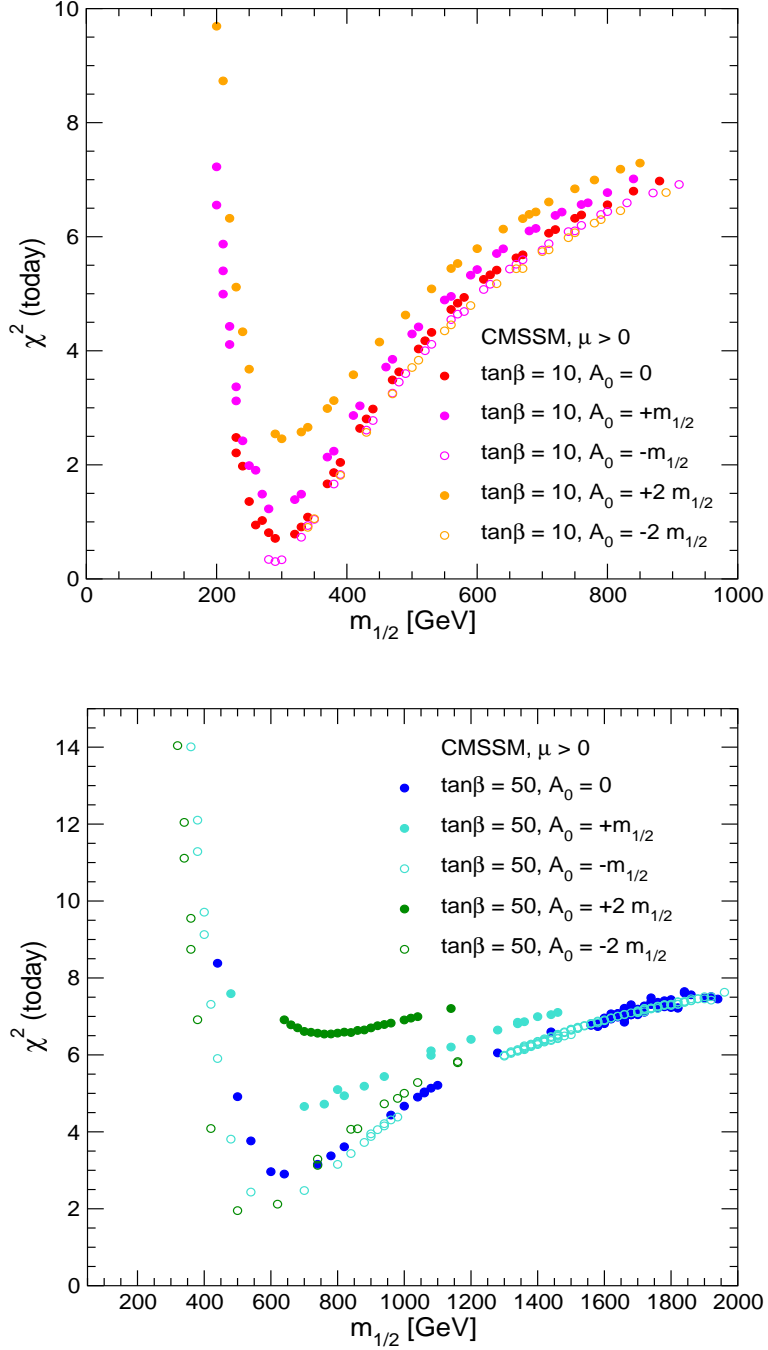 10
8
6
4
2
0
χ² (today)
CMSSM, μ > 0
tanβ = 10, A₀ = 0
tanβ = 10, A₀ = +m₁/₂
tanβ = 10, A₀ = -m₁/₂
tanβ = 10, A₀ = +2 m₁/₂
tanβ = 10, A₀ = -2 m₁/₂
0 200 400 600 800 1000
m₁/₂ [GeV]
14
12
10
8
6
4
2
0
χ² (today)
CMSSM, μ > 0
tanβ = 50, A₀ = 0
tanβ = 50, A₀ = +m₁/₂
tanβ = 50, A₀ = -m₁/₂
tanβ = 50, A₀ = +2 m₁/₂
tanβ = 50, A₀ = -2 m₁/₂
200 400 600 800 1000 1200 1400 1600 1800 2000
m₁/₂ [GeV]